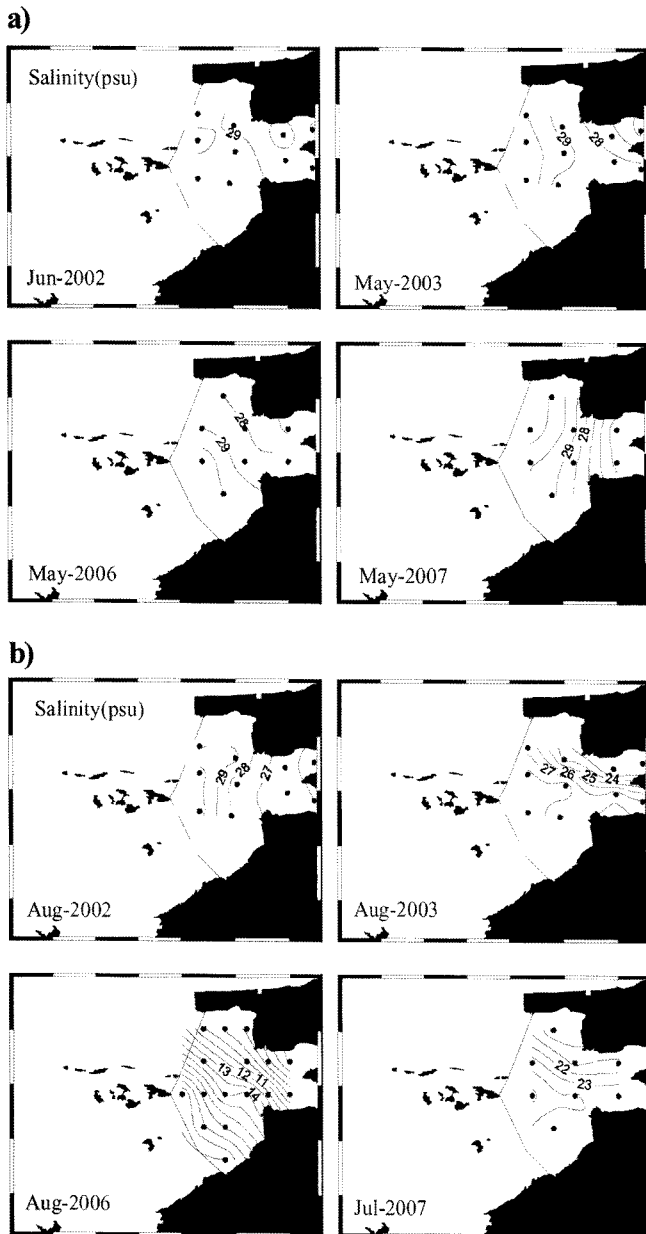 a)
Salinity(psu)
29
Jun-2002
29
28
May-2003
28
29
May-2006
29
28
May-2007
b)
Salinity(psu)
29
28
27
Aug-2002
27
26
25
24
Aug-2003
13
12
11
14
Aug-2006
22
23
Jul-2007